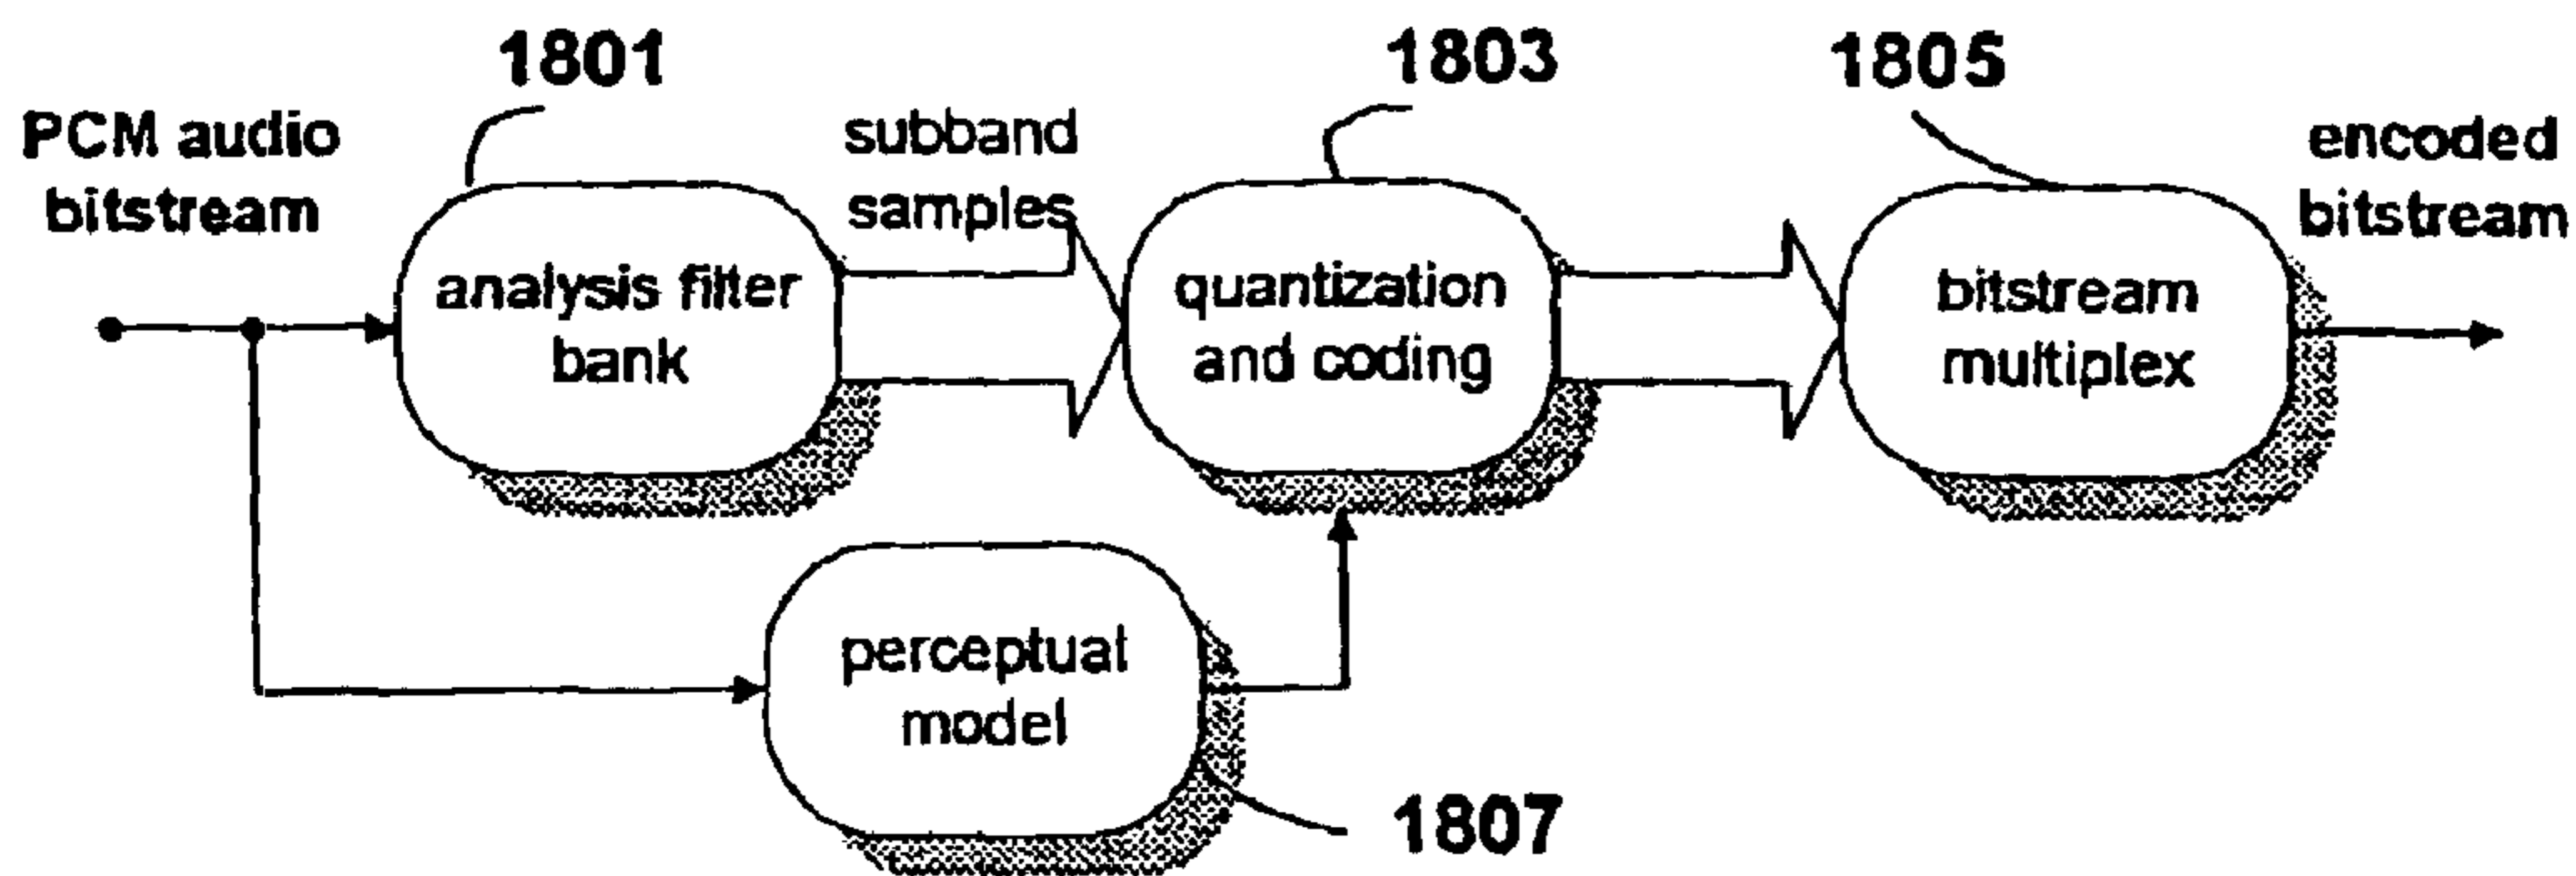 1801
1803
1805
PCM audio
bitstream
subband
samples
encoded
bitstream
analysis filter
bank
quantization
and coding
bitstream
multiplex
perceptual
model
1807